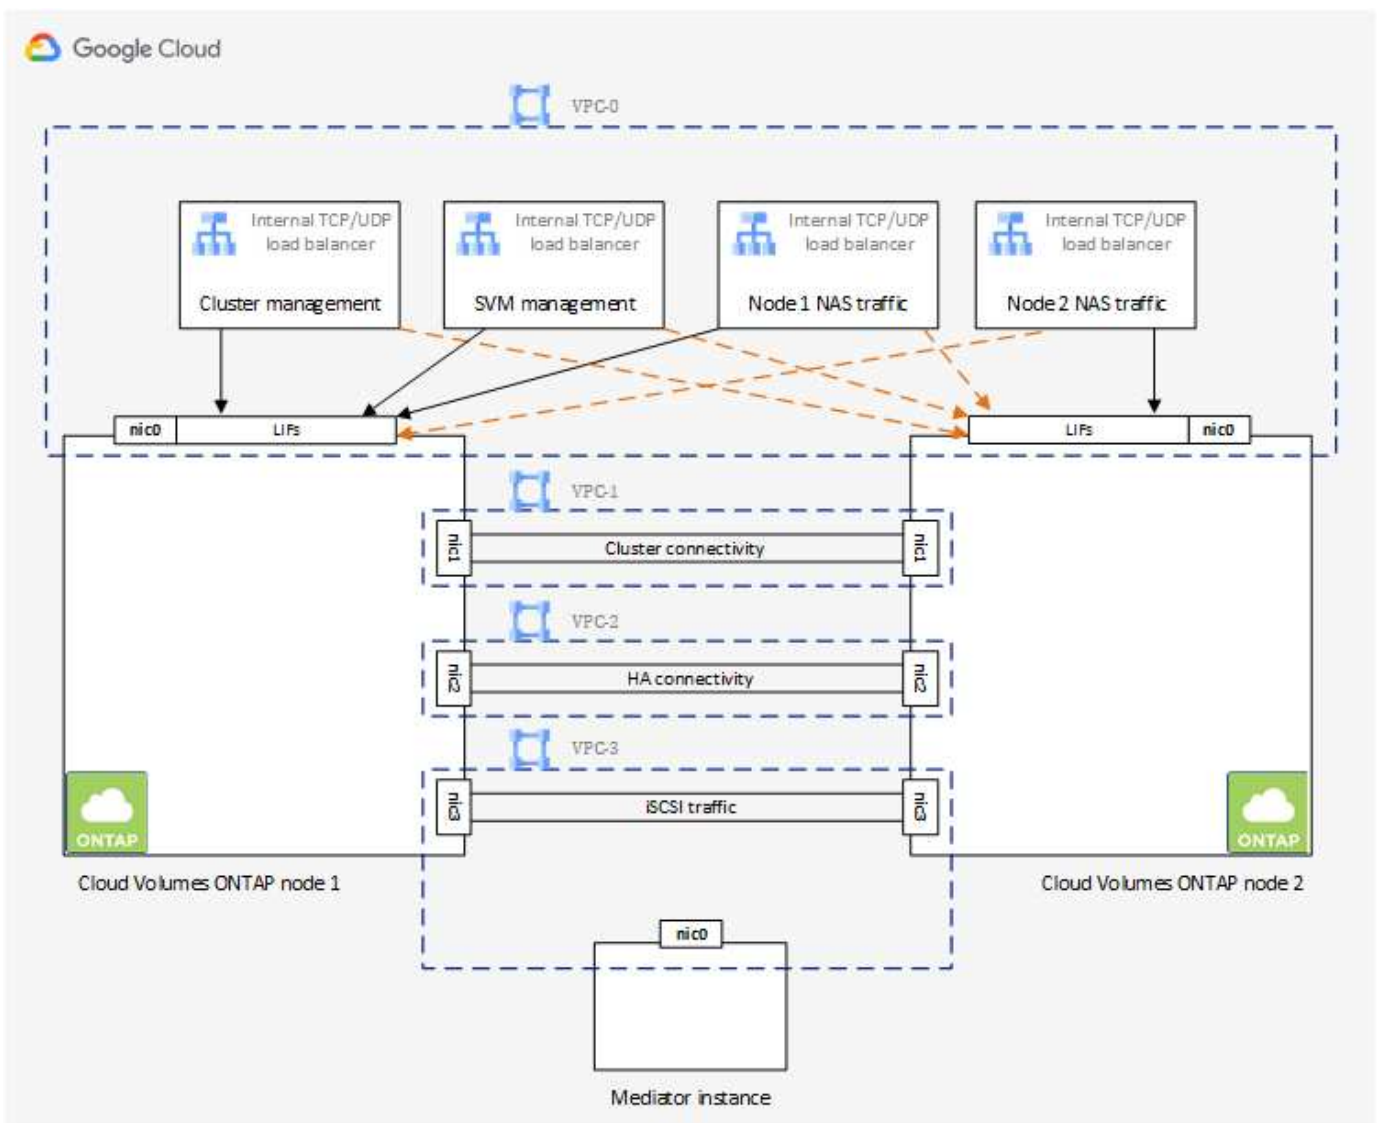 Google Cloud
VPC-0
Internal TCP/UDP
load balancer
Cluster management
Internal TCP/UDP
load balancer
SVM management
Internal TCP/UDP
load balancer
Node 1 NAS traffic
Internal TCP/UDP
load balancer
Node 2 NAS traffic
nic0
LIFs
LIFs
nic0
VPC-1
nic1
Cluster connectivity
nic1
VPC-2
nic2
HA connectivity
nic2
VPC-3
nic3
iSCSI traffic
nic3
ONTAP
ONTAP
Cloud Volumes ONTAP node 1
Cloud Volumes ONTAP node 2
nic0
Mediator instance